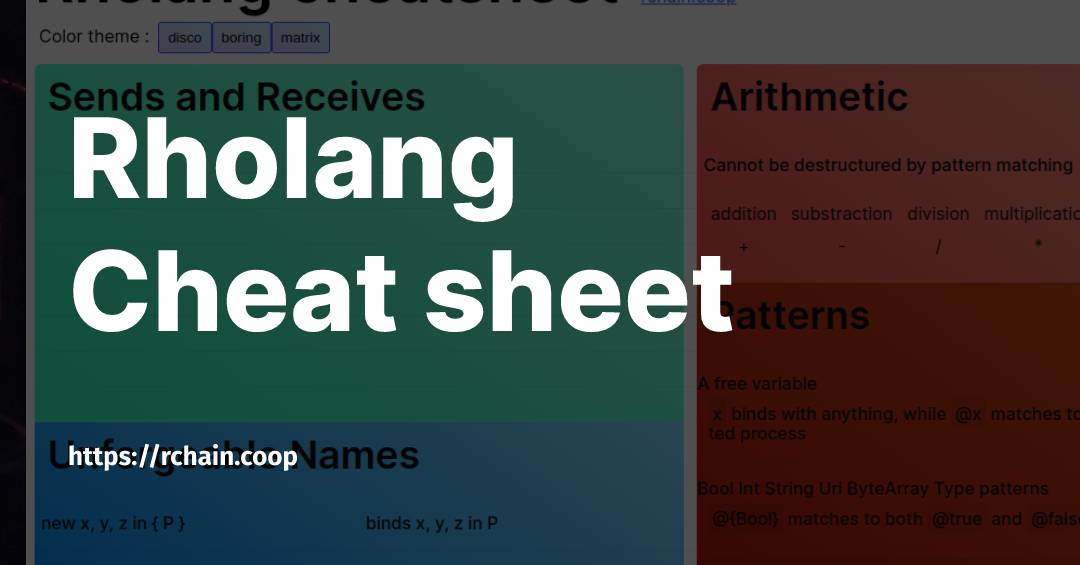 Rholang cheatsheet rchain.coop
Color theme : disco boring matrix
Sends and Receives
Rholang
Cheat sheet
https://rchain.coop
Unforgeable Names
new x, y, z in { P } binds x, y, z in P
Arithmetic
Cannot be destructured by pattern matching
addition substraction division multiplicatio
+ - / *
Patterns
A free variable
x binds with anything, while @x matches to
ted process
Bool Int String Uri ByteArray Type patterns
@{Bool} matches to both @true and @false